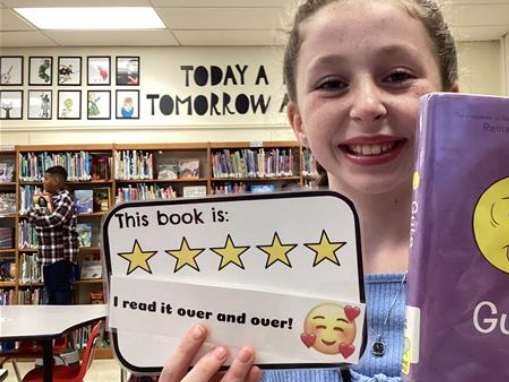 TODAY A
TOMORROW A
This book is:
I read it over and over!
Gu